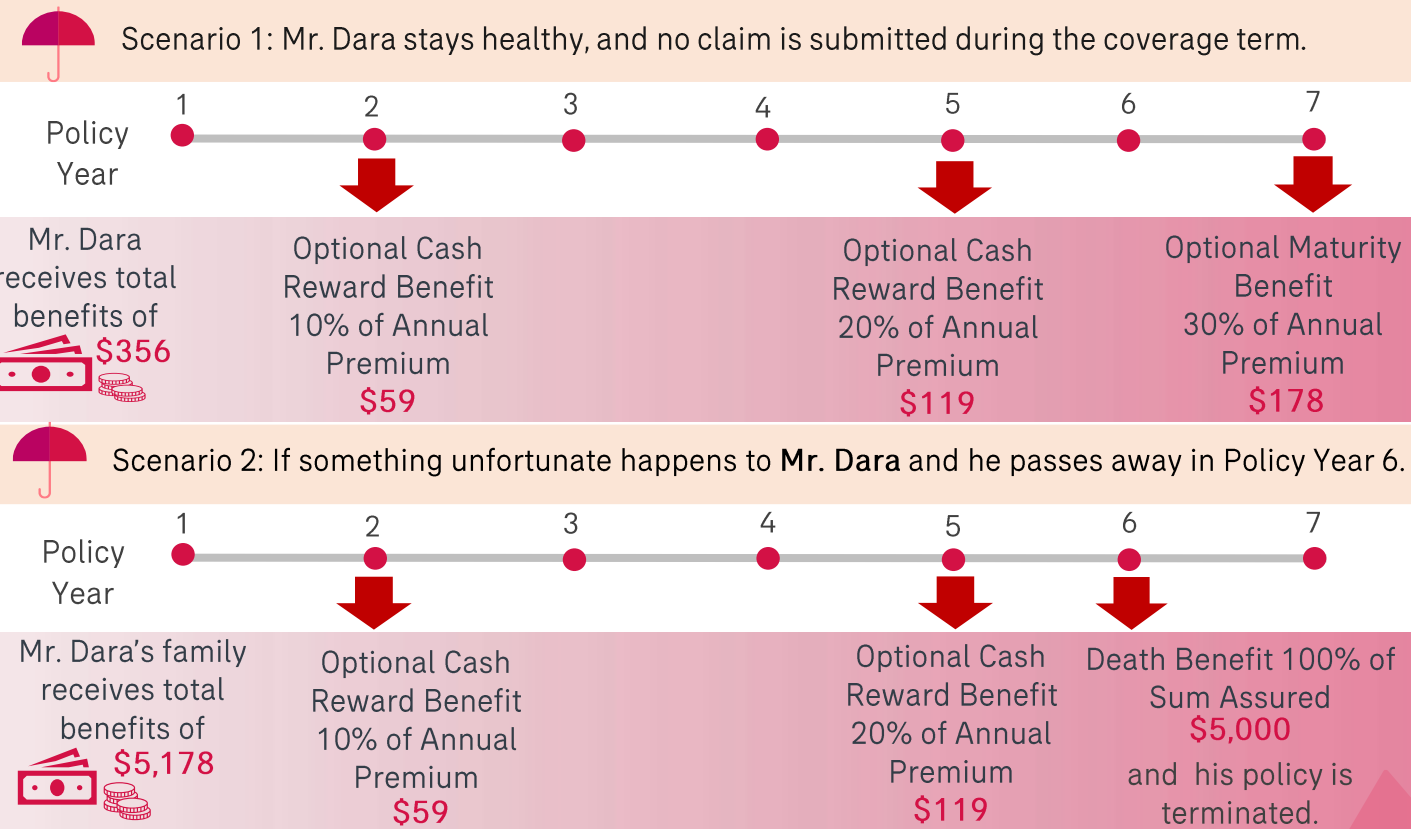 Scenario 1: Mr. Dara stays healthy, and no claim is submitted during the coverage term.
1 2 3 4 5 6 7
Policy
Year
Mr. Dara
receives total
benefits of
$356
Optional Cash
Reward Benefit
10% of Annual
Premium
$59
Optional Cash
Reward Benefit
20% of Annual
Premium
$119
Optional Maturity
Benefit
30% of Annual
Premium
$178
Scenario 2: If something unfortunate happens to Mr. Dara and he passes away in Policy Year 6.
1 2 3 4 5 6 7
Policy
Year
Mr. Dara’s family
receives total
benefits of
$5,178
Optional Cash
Reward Benefit
10% of Annual
Premium
$59
Optional Cash
Reward Benefit
20% of Annual
Premium
$119
Death Benefit 100% of
Sum Assured
$5,000
and his policy is
terminated.